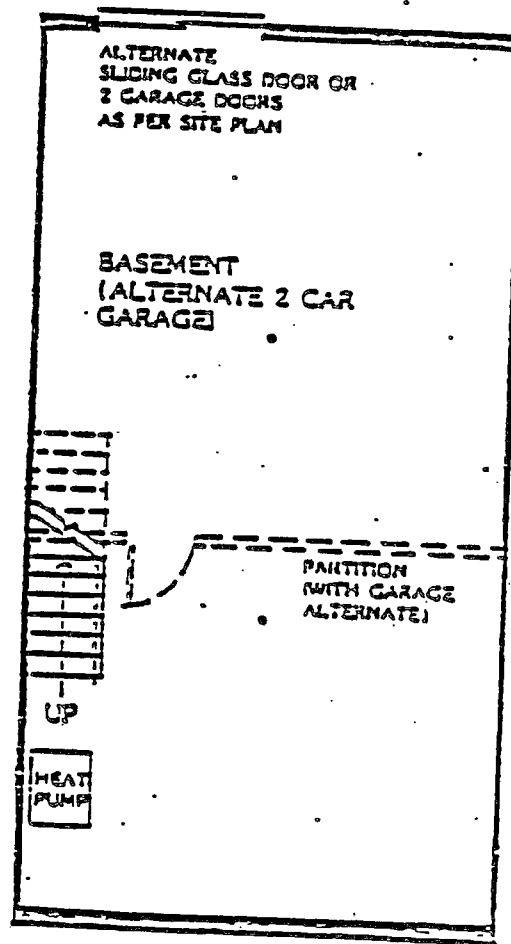 ALTERNATE
SLIDING GLASS DOOR OR
2 GARAGE DOORS
AS PER SITE PLAN
BASEMENT
(ALTERNATE 2 CAR
GARAGE)
PARTITION
(WITH GARAGE
ALTERNATE)
UP
HEAT
PUMP